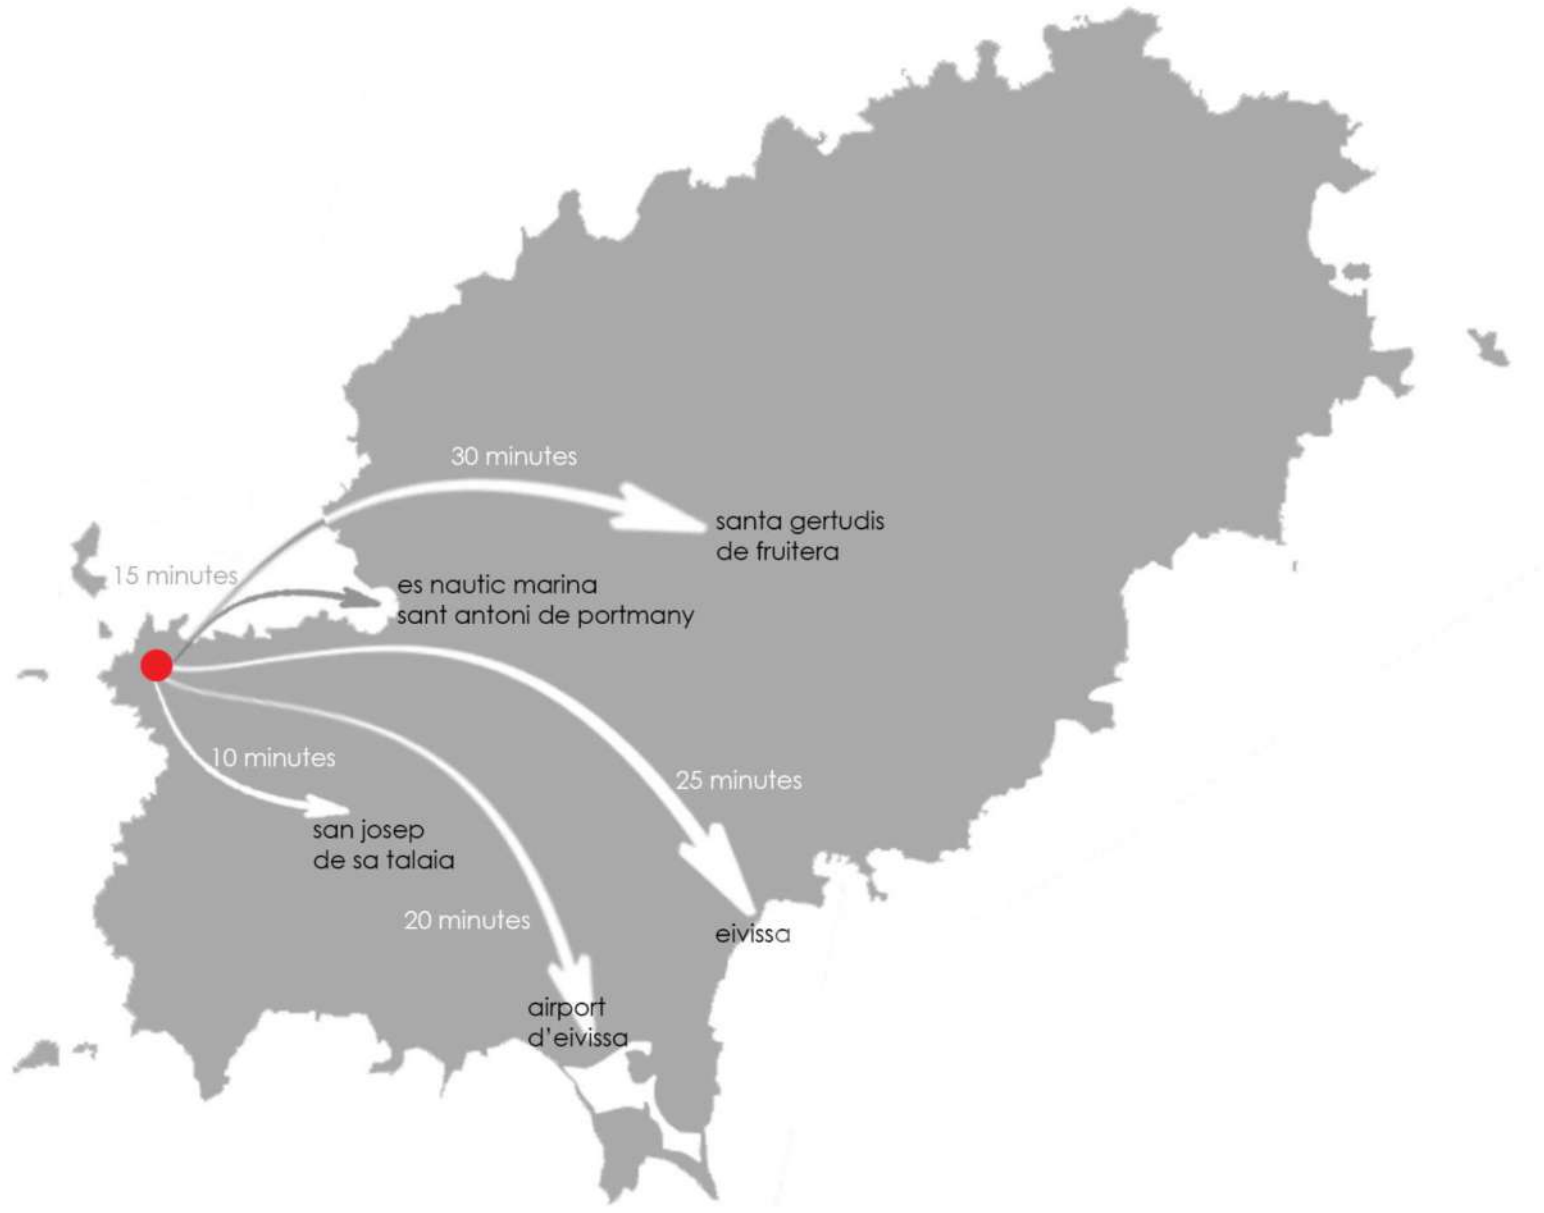 30 minutes
santa gertudis
de fruitera
15 minutes
es nautic marina
sant antoni de portmany
10 minutes
25 minutes
san josep
de sa talaia
20 minutes
eivissa
airport
d'eivissa